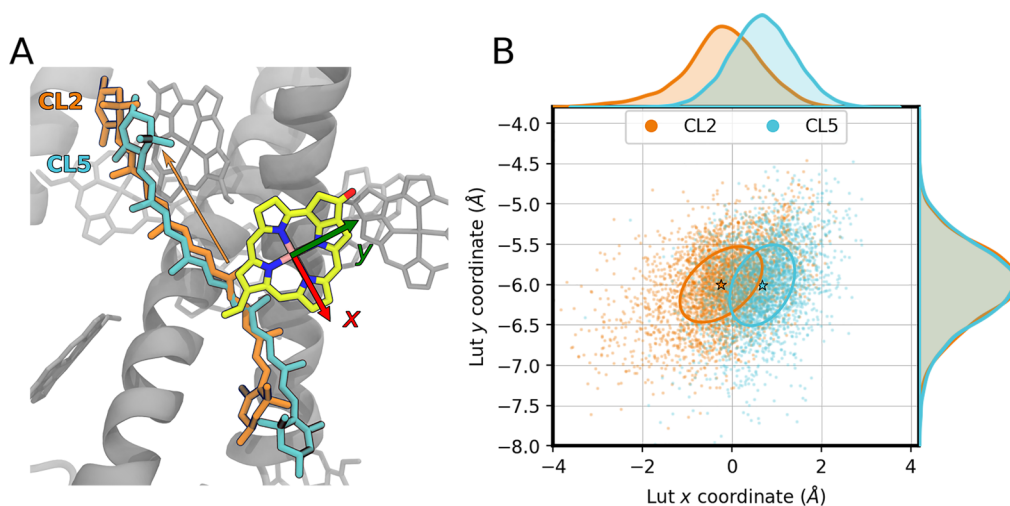 A
CL2
CL5
y
x
B
CL2
CL5
−4.0
−4.5
−5.0
−5.5
−6.0
−6.5
−7.0
−7.5
−8.0
Lut y coordinate (Å)
−4
−2
0
2
4
Lut x coordinate (Å)